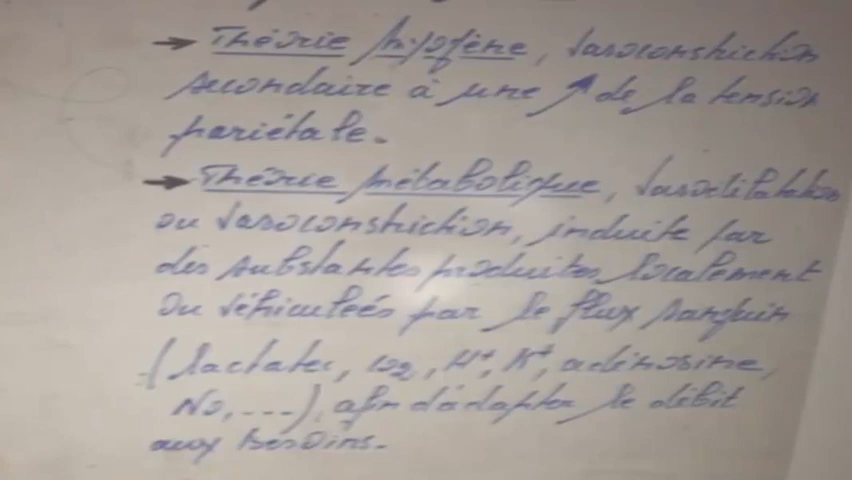 → Théorie myogène, vasoconstriction
secondaire à une ↗ de la tension
pariétale.
→ Théorie métabolique, vasodilatation
ou vasoconstriction, induite par
des substantes produites localement
ou véhiculées par le flux sanguin
(lactates, CO2, H+, K+, adénosine,
NO, ....), afin d'adapter le débit
aux besoins.